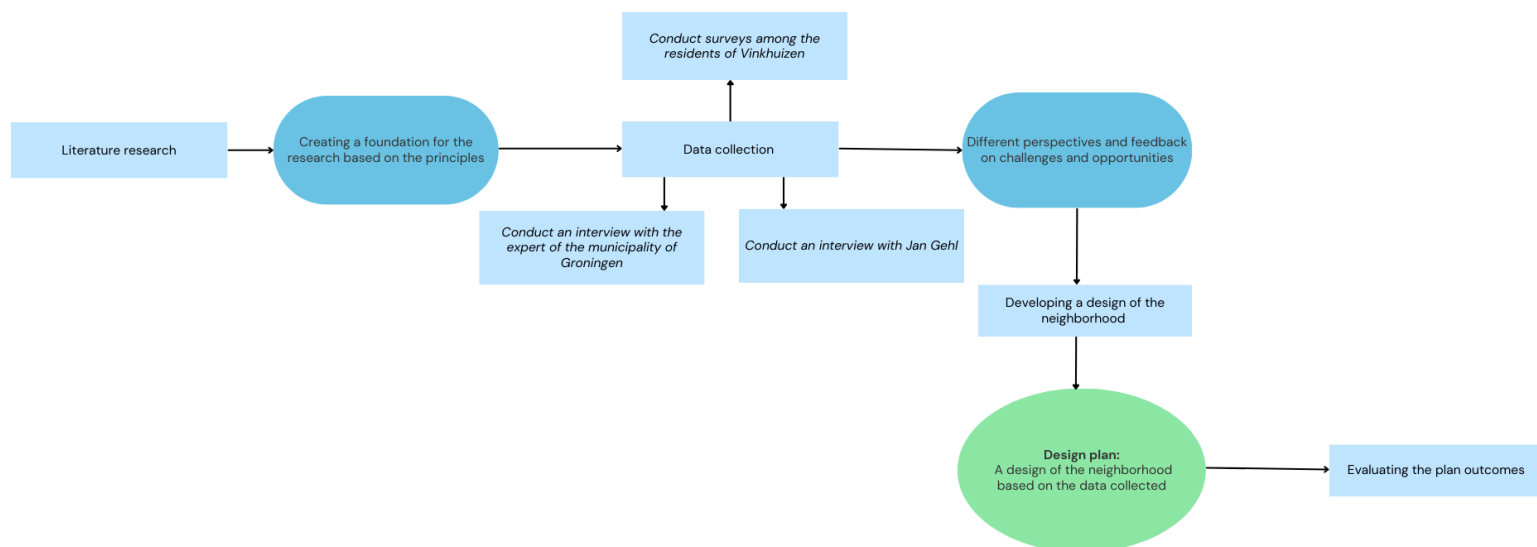 Conduct surveys among the
residents of Vinkhuizen
Literature research
Creating a foundation for the
research based on the principles
Data collection
Different perspectives and feedback
on challenges and opportunities
Conduct an interview with the
expert of the municipality of
Groningen
Conduct an interview with Jan Gehl
Developing a design of the
neighborhood
Design plan:
A design of the neighborhood
based on the data collected
Evaluating the plan outcomes